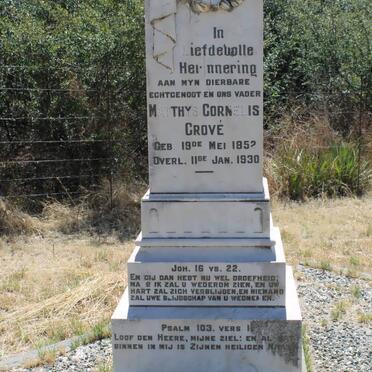 In
Liefdevolle
Herinnering
AAN MYN DIERBARE
ECHTGENOOT EN ONS VADER
MATTHYS CORNELIS
GROVÉ
GEB 19DE MEI 185?
OVERL. 11DE JAN. 1930
JOH. 16 VS. 22.
EN GIJ DAN HEBT NU WEL DROEFHEID;
MAAR IK ZAL U WEDEROM ZIEN, EN UW
HART ZAL ZICH VERBLIJDEN, EN NIEMAND
ZAL UWE BLIJDSCHAP VAN U WEGNEMEN.
PSALM 103. VERS 1
LOOF DEN HEERE, MIJNE ZIEL: EN AL
BINNEN IN MIJ IS ZIJNEN HEILIGEN